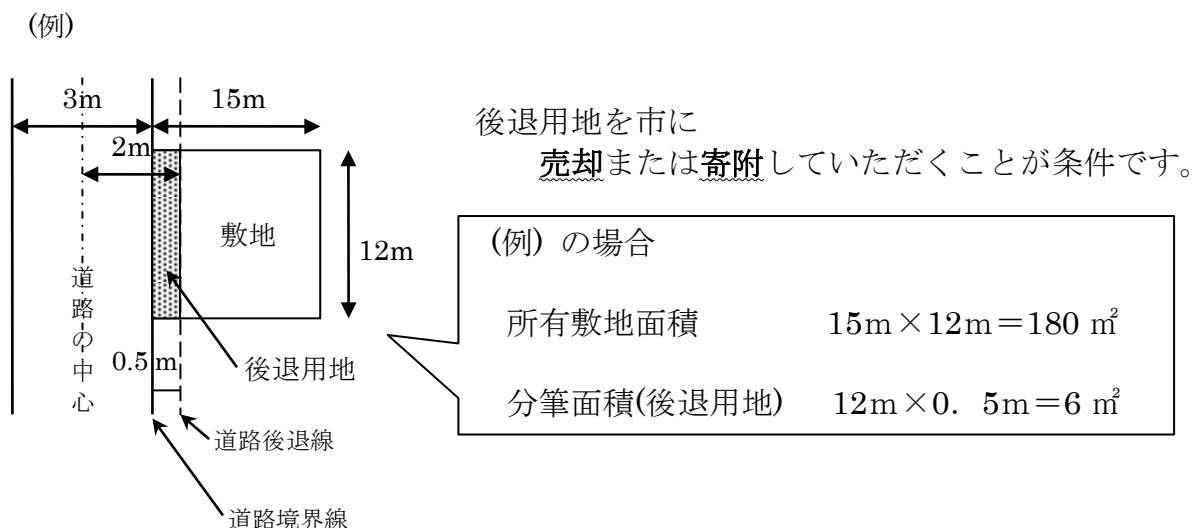 (例)
3m
15m
2m
敷地
12m
道路の中心
0.5 m
後退用地
道路後退線
道路境界線
後退用地を市に
売却または寄附していただくことが条件です。
(例) の場合
所有敷地面積 15m×12m＝180 ㎡
分筆面積(後退用地) 12m×0．5m＝6 ㎡